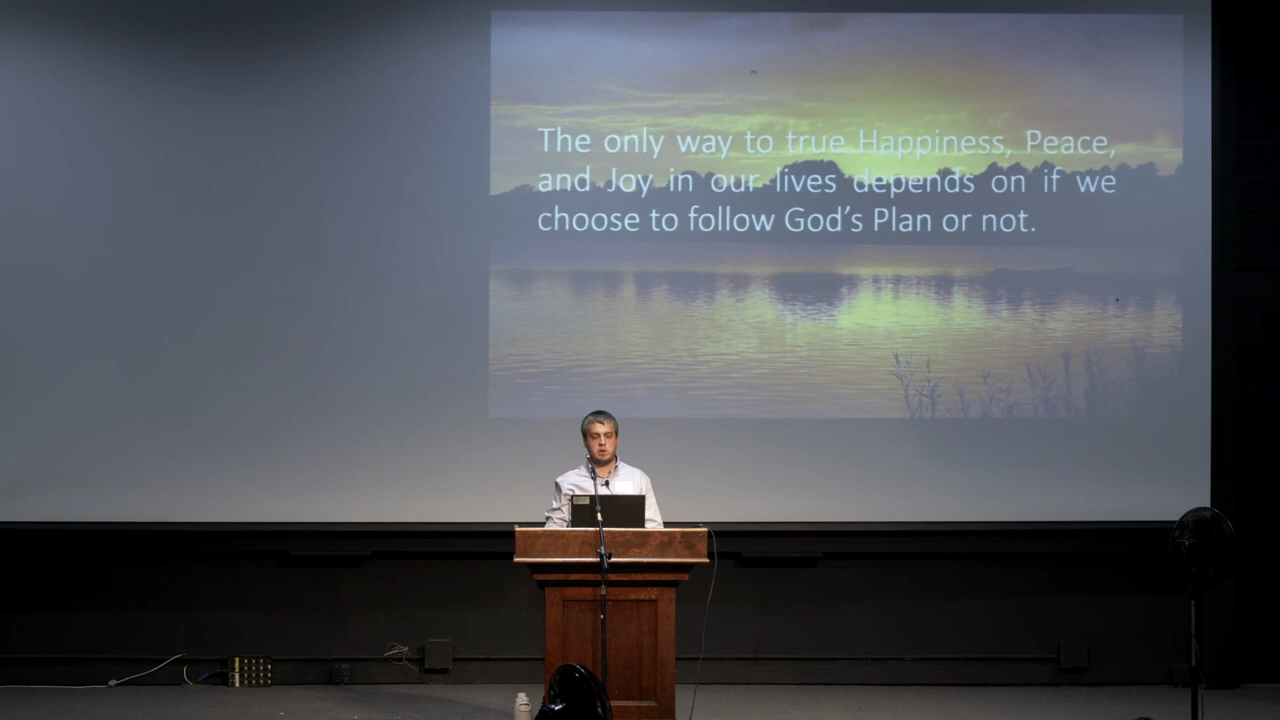 The only way to true Happiness, Peace,
and Joy in our lives depends on if we
choose to follow God's Plan or not.